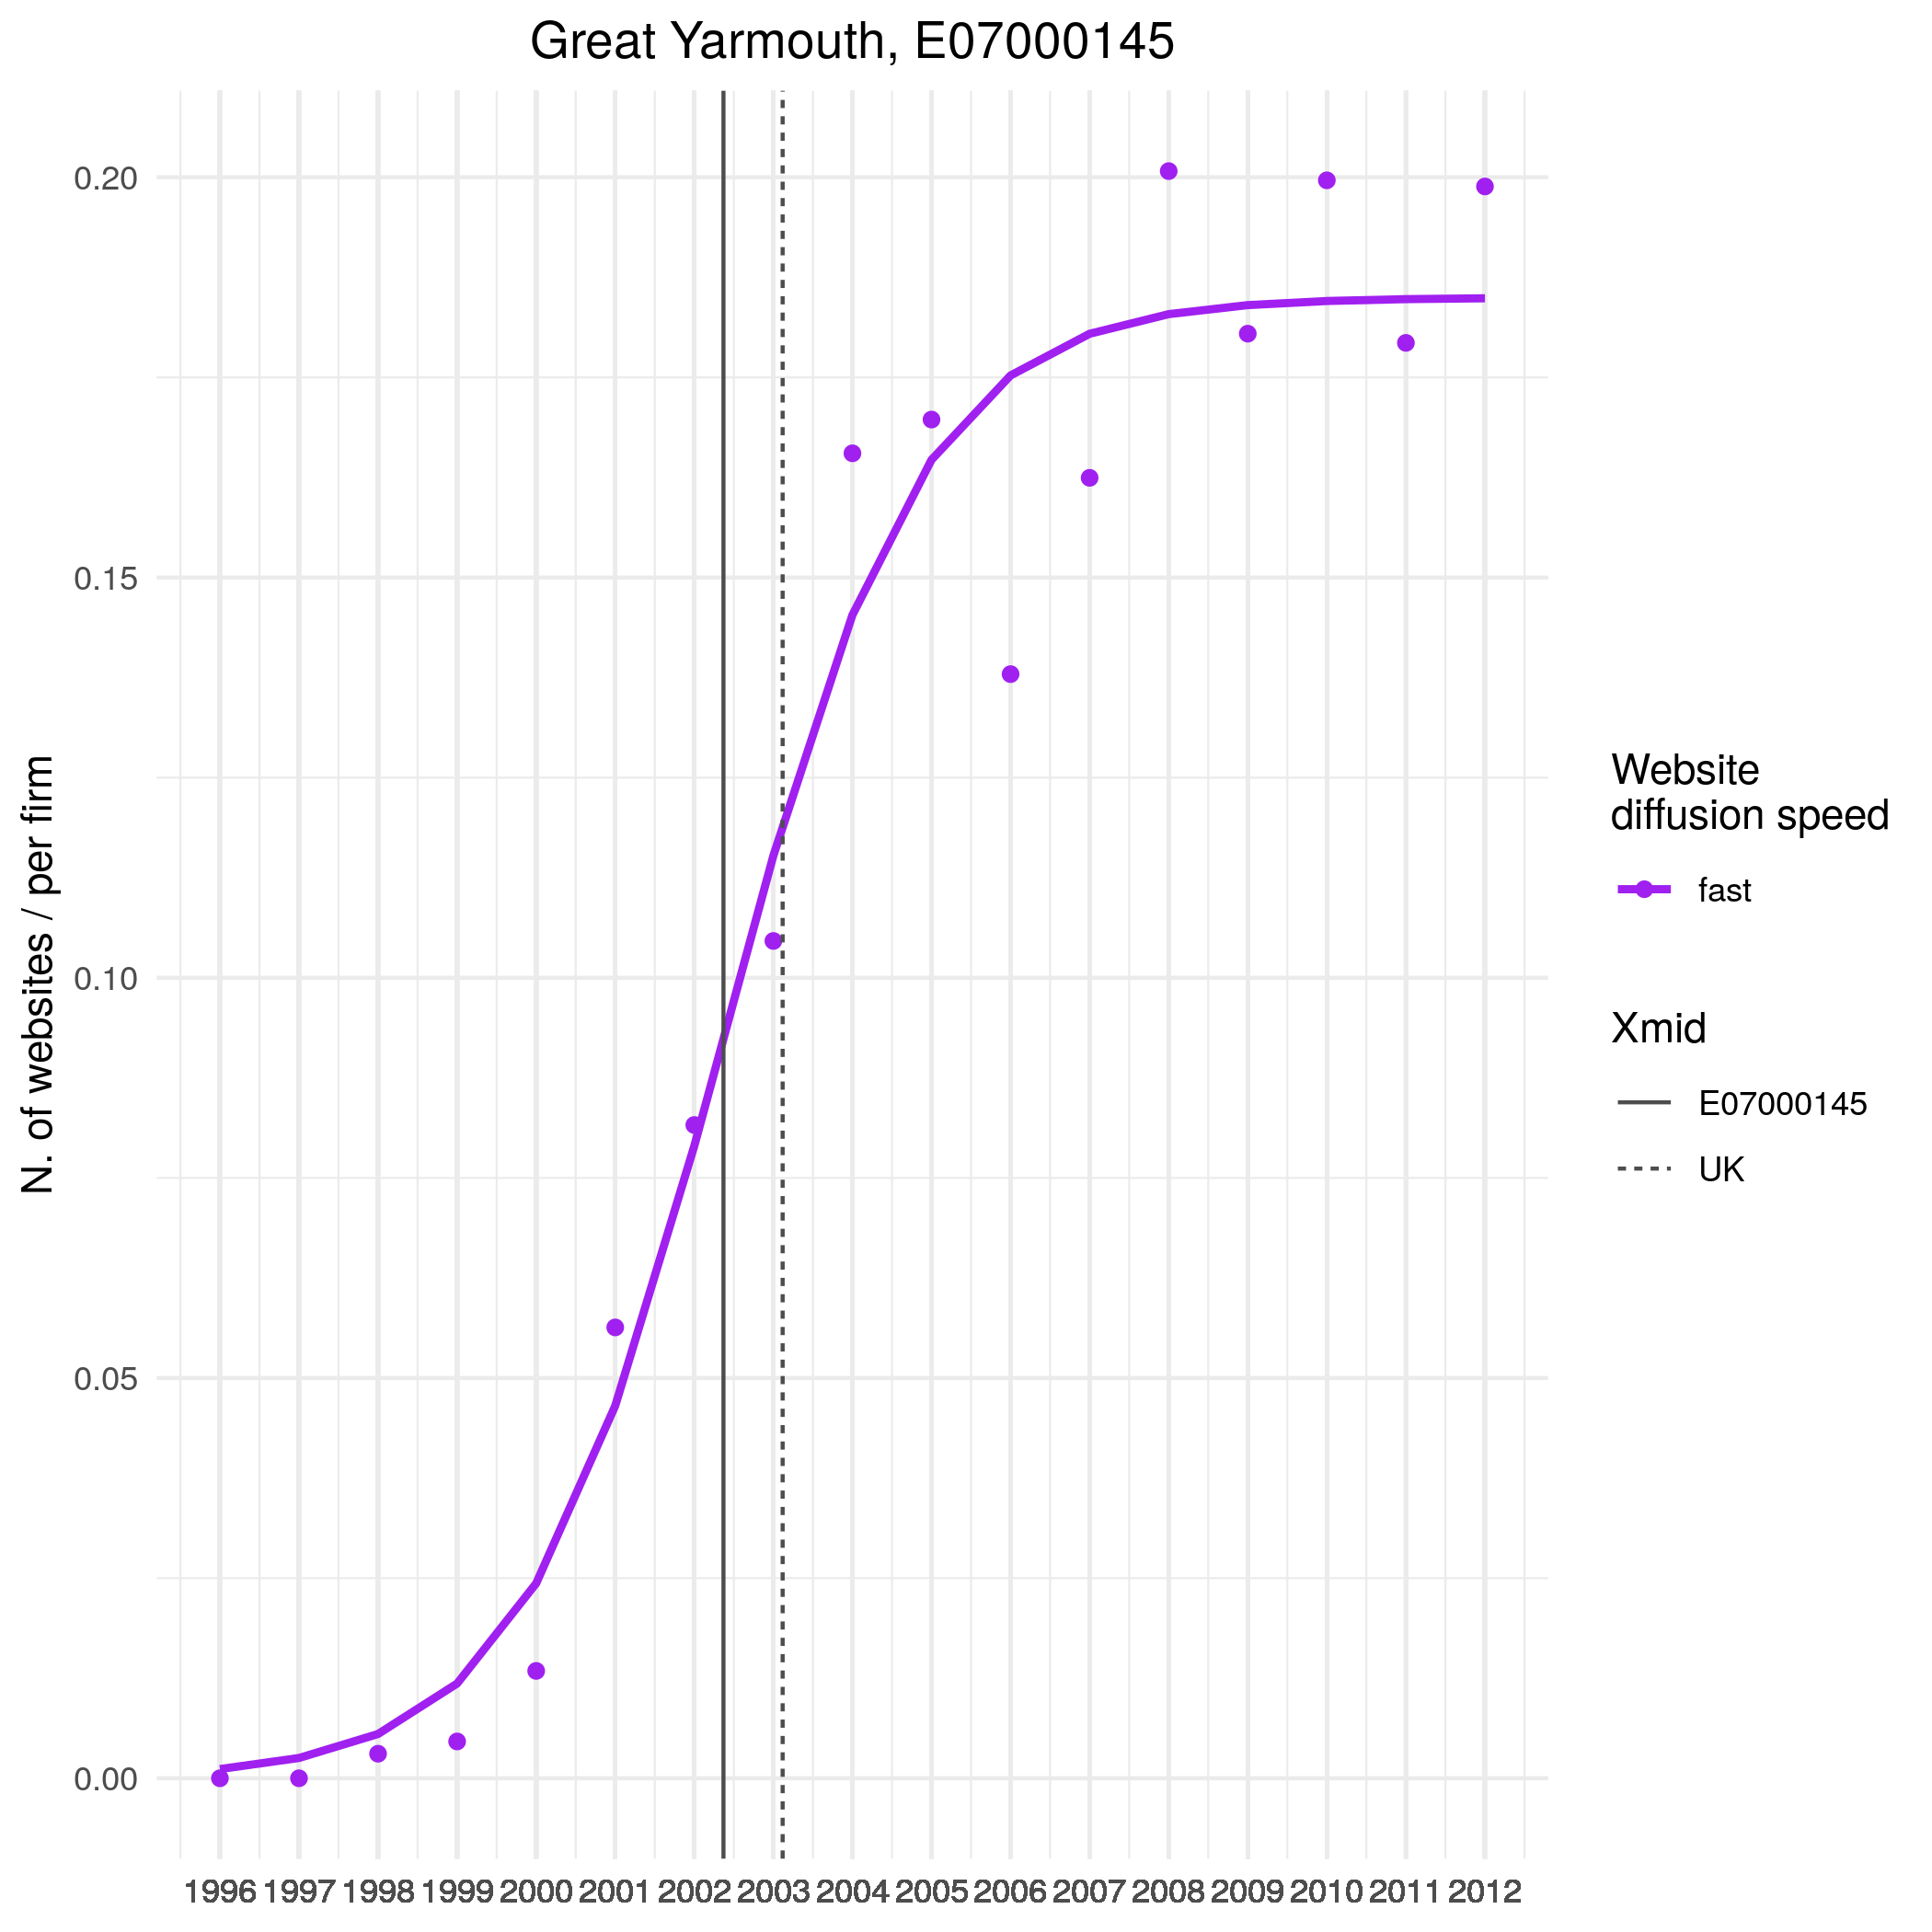 Great Yarmouth, E07000145
0.20
0.15
0.10
0.05
0.00
N. of websites / per firm
1996 1997 1998 1999 2000 2001 2002 2003 2004 2005 2006 2007 2008 2009 2010 2011 2012
Website
diffusion speed
fast
Xmid
E07000145
UK